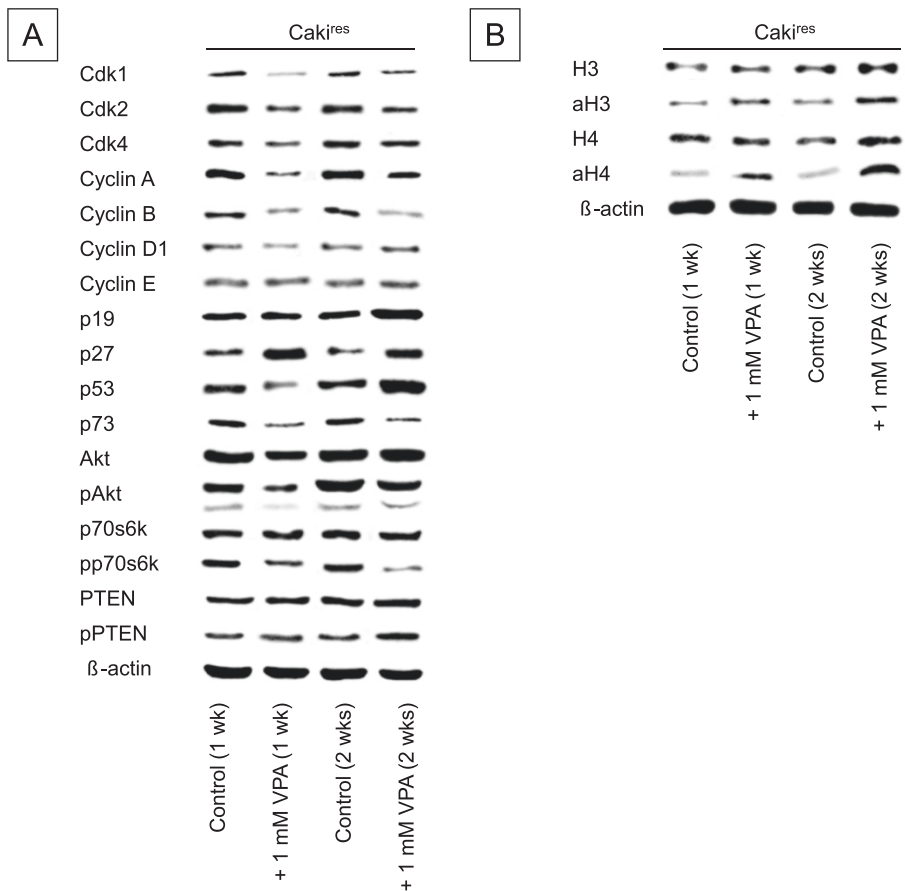 A
Caki^res
Cdk1
Cdk2
Cdk4
Cyclin A
Cyclin B
Cyclin D1
Cyclin E
p19
p27
p53
p73
Akt
pAkt
p70s6k
pp70s6k
PTEN
pPTEN
ß-actin
Control (1 wk)
+ 1 mM VPA (1 wk)
Control (2 wks)
+ 1 mM VPA (2 wks)
B
Caki^res
H3
aH3
H4
aH4
ß-actin
Control (1 wk)
+ 1 mM VPA (1 wk)
Control (2 wks)
+ 1 mM VPA (2 wks)